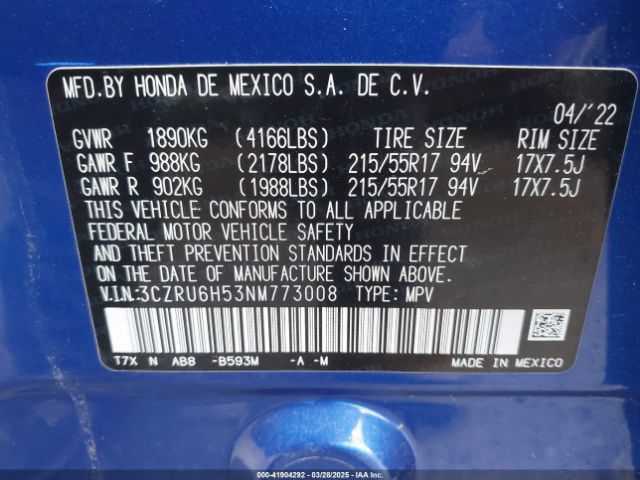 MFD.BY HONDA DE MEXICO S.A. DE C.V.
04/'22
GVWR 1890KG (4166LBS) TIRE SIZE RIM SIZE
GAWR F 988KG (2178LBS) 215/55R17 94V 17X7.5J
GAWR R 902KG (1988LBS) 215/55R17 94V 17X7.5J
THIS VEHICLE CONFORMS TO ALL APPLICABLE
FEDERAL MOTOR VEHICLE SAFETY
AND THEFT PREVENTION STANDARDS IN EFFECT
ON THE DATE OF MANUFACTURE SHOWN ABOVE.
V.I.N.:3CZRU6H53NM773008 TYPE: MPV
T7X N AB8 -B593M -A -M MADE IN MEXICO
000-41904292 - 03/28/2025 - IAAI.COM